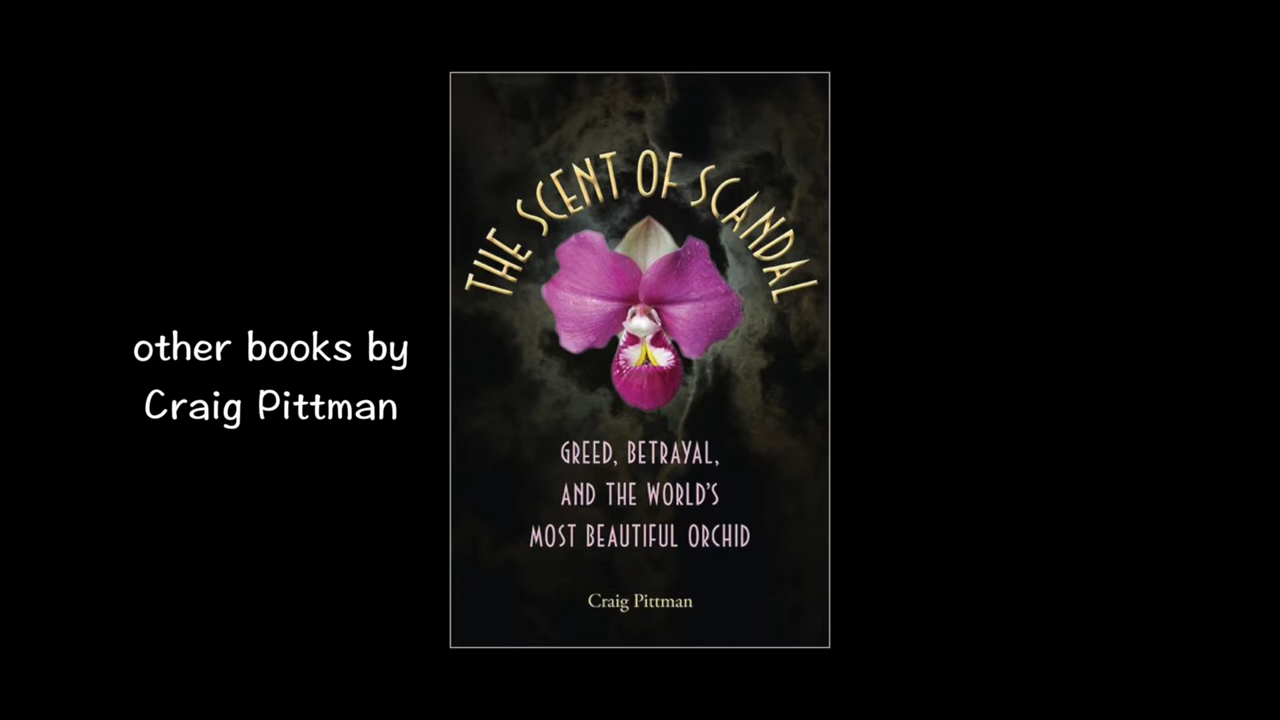 other books by
Craig Pittman
THE SCENT OF SCANDAL
GREED, BETRAYAL,
AND THE WORLD'S
MOST BEAUTIFUL ORCHID
Craig Pittman